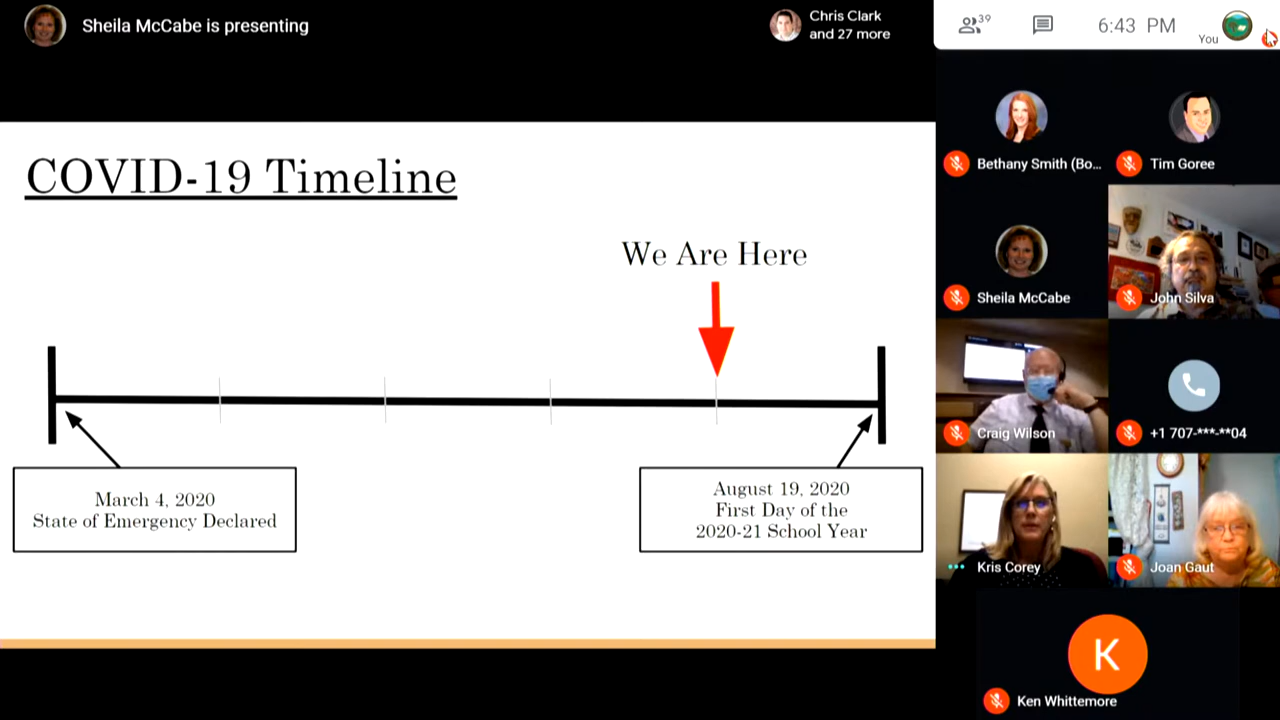 Sheila McCabe is presenting
Chris Clark
and 27 more
39
6:43 PM
You
COVID-19 Timeline
We Are Here
March 4, 2020
State of Emergency Declared
August 19, 2020
First Day of the
2020-21 School Year
Bethany Smith (Bo...
Tim Goree
Sheila McCabe
John Silva
Craig Wilson
+1 707-***-**04
Kris Corey
Joan Gaut
K
Ken Whittemore